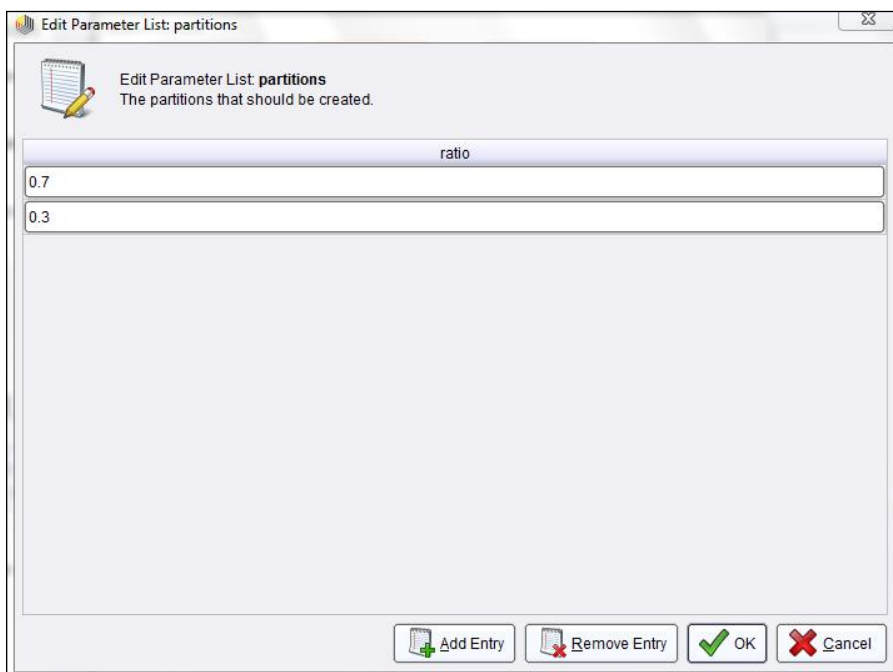 Edit Parameter List: partitions
Edit Parameter List: partitions
The partitions that should be created.
ratio
0.7
0.3
Add Entry
Remove Entry
OK
Cancel